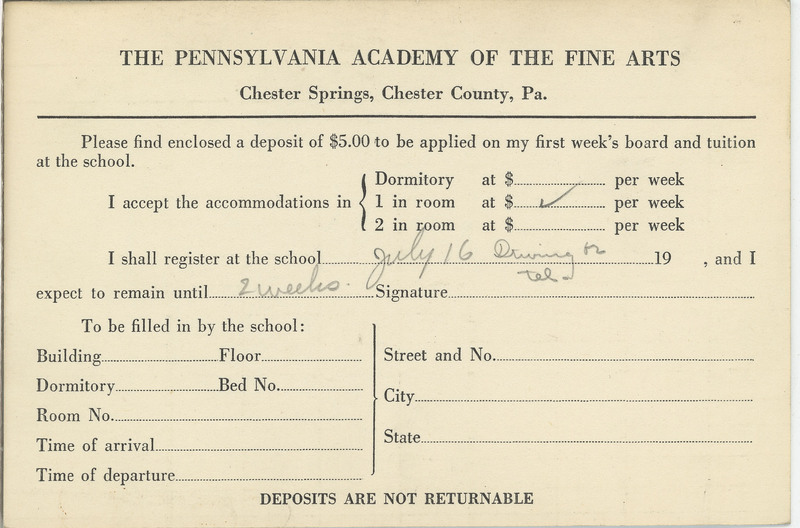 THE PENNSYLVANIA ACADEMY OF THE FINE ARTS
Chester Springs, Chester County, Pa.
Please find enclosed a deposit of $5.00 to be applied on my first week's board and tuition
at the school.
I accept the accommodations in
Dormitory at $ per week
1 in room at $ ✓ per week
2 in room at $ per week
I shall register at the school July 16 Driving or 19 , and I
Tel-
expect to remain until 2 weeks. Signature
To be filled in by the school:
Building Floor
Dormitory Bed No.
Room No.
Time of arrival
Time of departure
Street and No.
City
State
DEPOSITS ARE NOT RETURNABLE